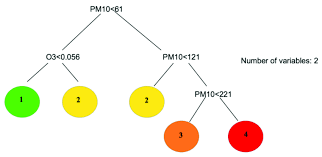 PM10<61
O3<0.056
PM10<121
Number of variables: 2
PM10<221
1
2
2
3
4